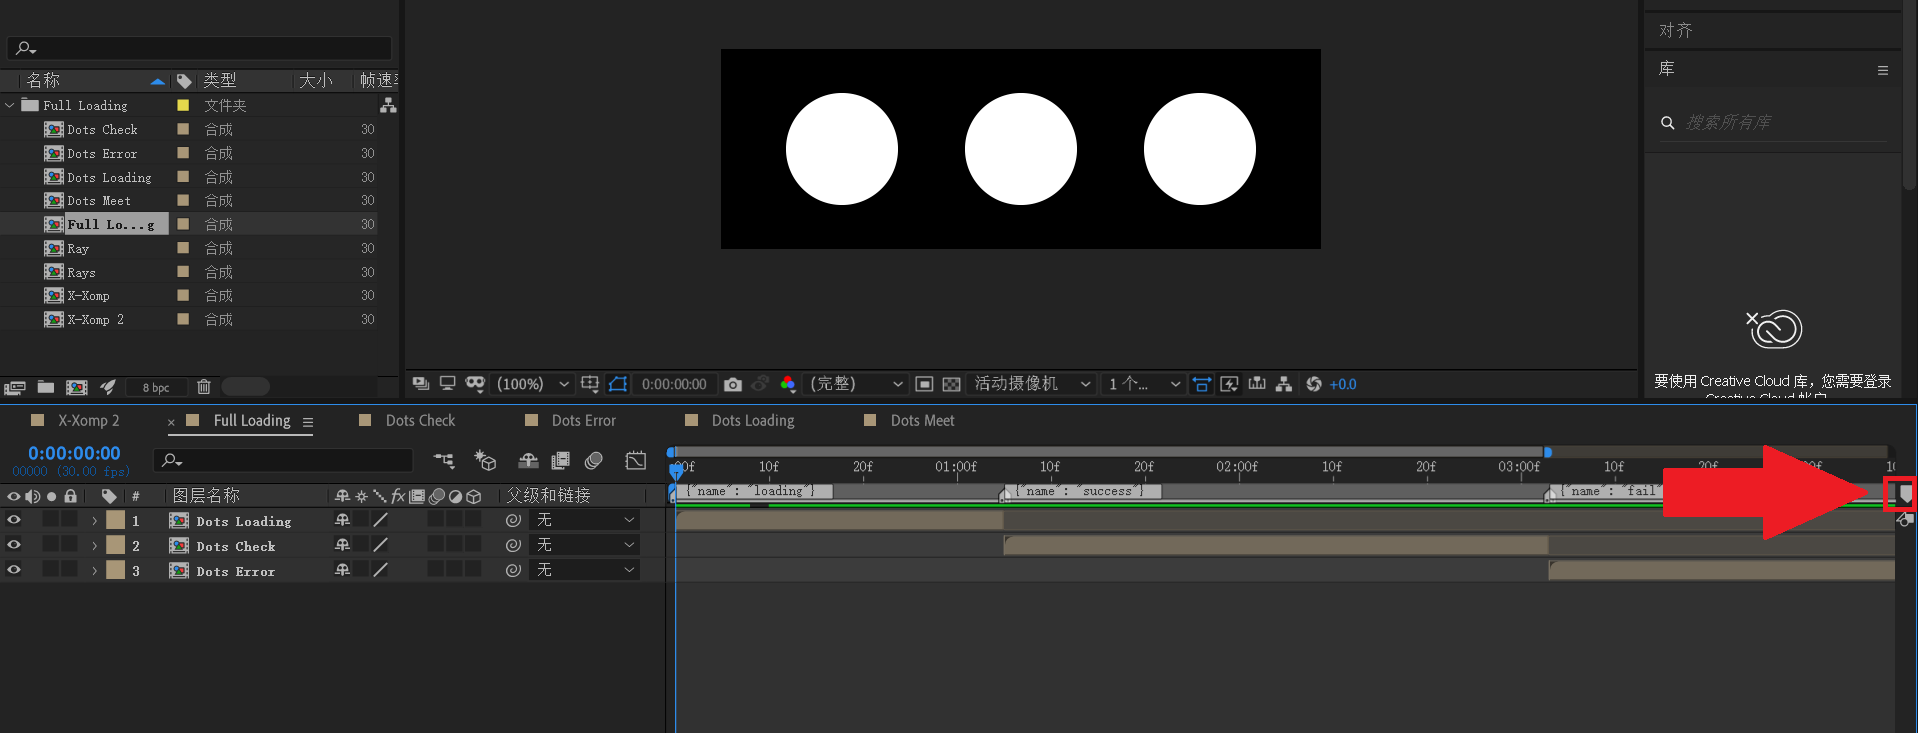 对齐
库
搜索所有库
名称 类型 大小 帧速率
Full Loading 文件夹
Dots Check 合成 30
Dots Error 合成 30
Dots Loading 合成 30
Dots Meet 合成 30
Full Lo...g 合成 30
Ray 合成 30
Rays 合成 30
X-Xomp 合成 30
X-Xomp 2 合成 30
要使用 Creative Cloud 库，您需要登录
Creative Cloud 帐户
8 bpc
(100%) 0:00:00:00 (完整) 活动摄像机 1 个... +0.0
X-Xomp 2 × Full Loading Dots Check Dots Error Dots Loading Dots Meet
0:00:00:00
00000 (30.00 fps)
00f 10f 20f 01:00f 10f 20f 02:00f 10f 20f 03:00f 10f 20f 10
# 图层名称 fx 父级和链接
{"name": "loading"} {"name": "success"} {"name": "fail"
1 Dots Loading 无
2 Dots Check 无
3 Dots Error 无